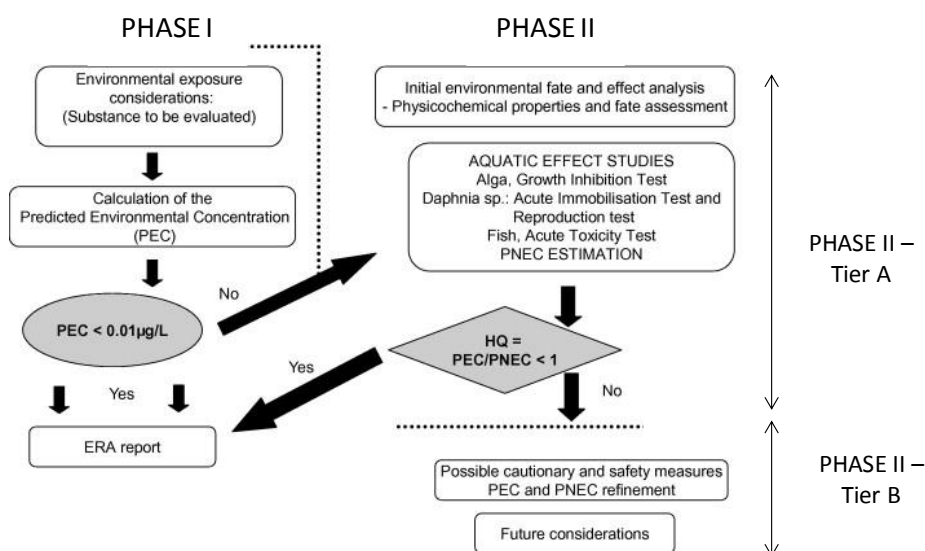 PHASE I
PHASE II
Environmental exposure
considerations:
(Substance to be evaluated)
Calculation of the
Predicted Environmental Concentration
(PEC)
PEC < 0.01µg/L
No
Yes
ERA report
Initial environmental fate and effect analysis
- Physicochemical properties and fate assessment
AQUATIC EFFECT STUDIES
Alga, Growth Inhibition Test
Daphnia sp.: Acute Immobilisation Test and
Reproduction test
Fish, Acute Toxicity Test
PNEC ESTIMATION
HQ =
PEC/PNEC < 1
Yes
No
Possible cautionary and safety measures
PEC and PNEC refinement
Future considerations
PHASE II –
Tier A
PHASE II –
Tier B